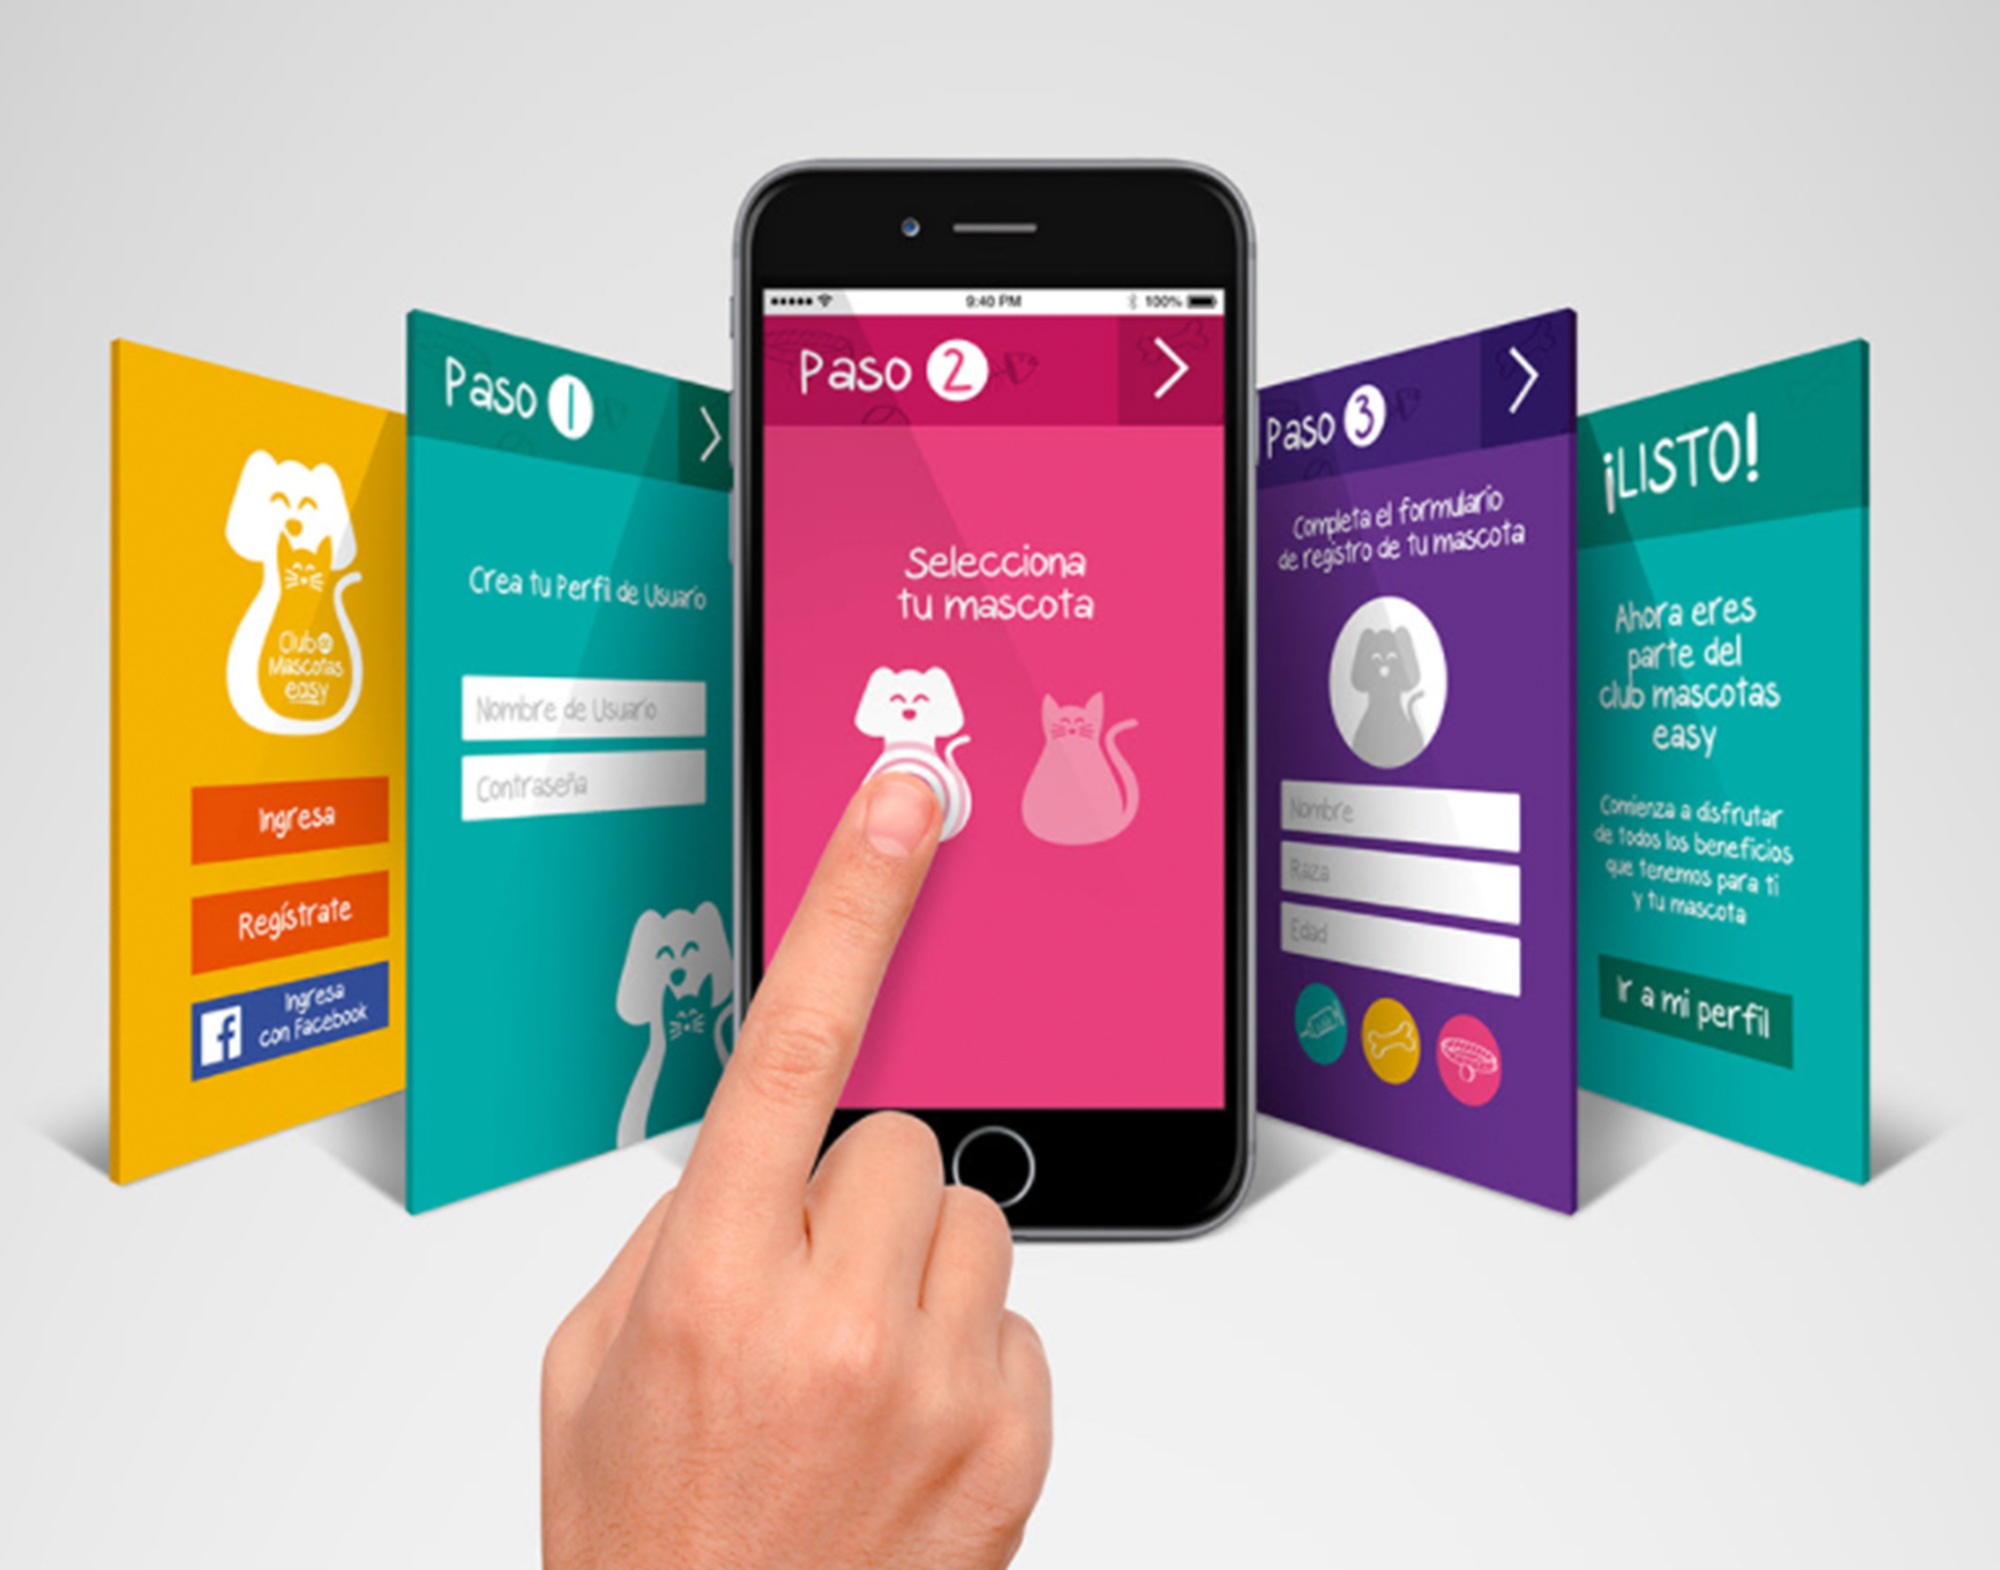 Club de
Mascotas
easy
Ingresa
Regístrate
f
Ingresa
con Facebook
Paso 1
Crea tu Perfil de Usuario
Nombre de Usuario
Contraseña
9:40 PM
100%
Paso 2
Selecciona
tu mascota
Paso 3
Completa el formulario
de registro de tu mascota
Nombre
Raza
Edad
¡LISTO!
Ahora eres
parte del
club mascotas
easy
Comienza a disfrutar
de todos los beneficios
que tenemos para ti
y tu mascota
Ir a mi perfil